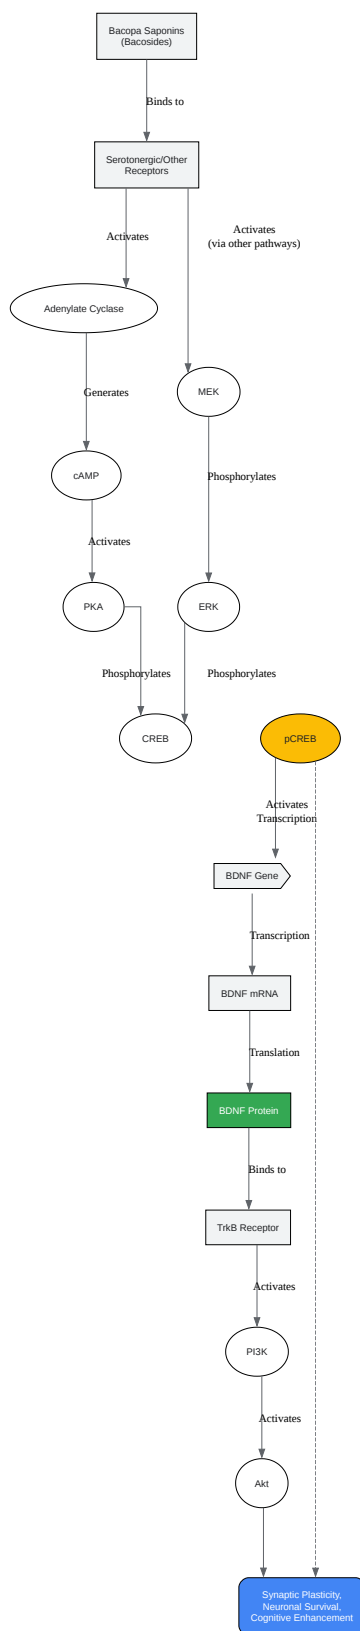 Bacopa Saponins
(Bacosides)
Binds to
Serotonergic/Other
Receptors
Activates
Activates
(via other pathways)
Adenylate Cyclase
Generates
MEK
cAMP
Phosphorylates
Activates
PKA
ERK
Phosphorylates
Phosphorylates
CREB
pCREB
Activates
Transcription
BDNF Gene
Transcription
BDNF mRNA
Translation
BDNF Protein
Binds to
TrkB Receptor
Activates
PI3K
Activates
Akt
Synaptic Plasticity,
Neuronal Survival,
Cognitive Enhancement